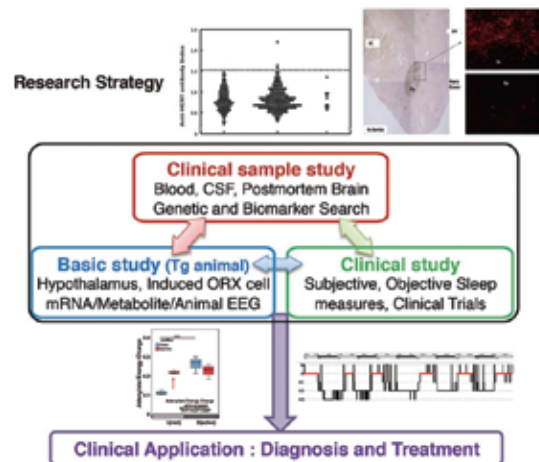 Research Strategy
Clinical sample study
Blood, CSF, Postmortem Brain
Genetic and Biomarker Search
Basic study (Tg animal)
Hypothalamus, Induced ORX cell
mRNA/Metabolite/Animal EEG
Clinical study
Subjective, Objective Sleep
measures, Clinical Trials
Clinical Application : Diagnosis and Treatment